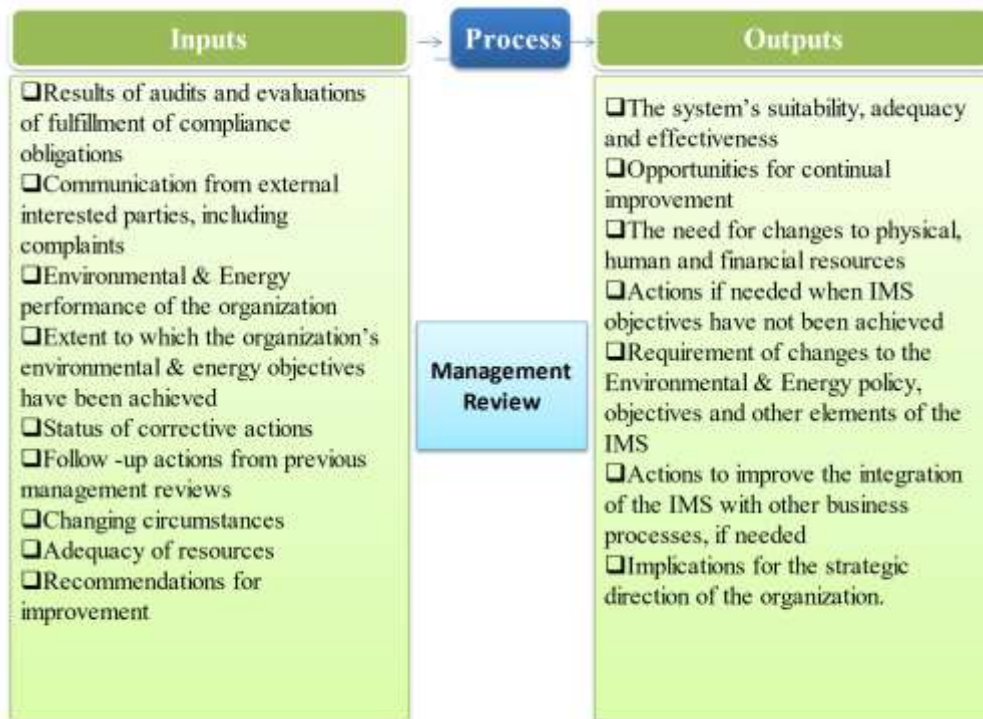 Inputs
Process
Outputs
❑Results of audits and evaluations
of fulfillment of compliance
obligations
❑Communication from external
interested parties, including
complaints
❑Environmental & Energy
performance of the organization
❑Extent to which the organization's
environmental & energy objectives
have been achieved
❑Status of corrective actions
❑Follow -up actions from previous
management reviews
❑Changing circumstances
❑Adequacy of resources
❑Recommendations for
improvement
Management
Review
❑The system's suitability, adequacy
and effectiveness
❑Opportunities for continual
improvement
❑The need for changes to physical,
human and financial resources
❑Actions if needed when IMS
objectives have not been achieved
❑Requirement of changes to the
Environmental & Energy policy,
objectives and other elements of the
IMS
❑Actions to improve the integration
of the IMS with other business
processes, if needed
❑Implications for the strategic
direction of the organization.